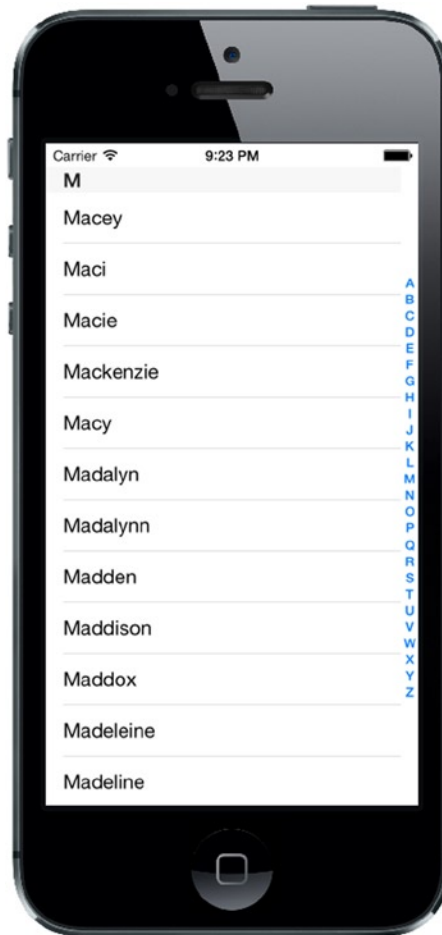 Carrier 9:23 PM
M
Macey
Maci
Macie
Mackenzie
Macy
Madalyn
Madalynn
Madden
Maddison
Maddox
Madeleine
Madeline
A
B
C
D
E
F
G
H
I
J
K
L
M
N
O
P
Q
R
S
T
U
V
W
X
Y
Z